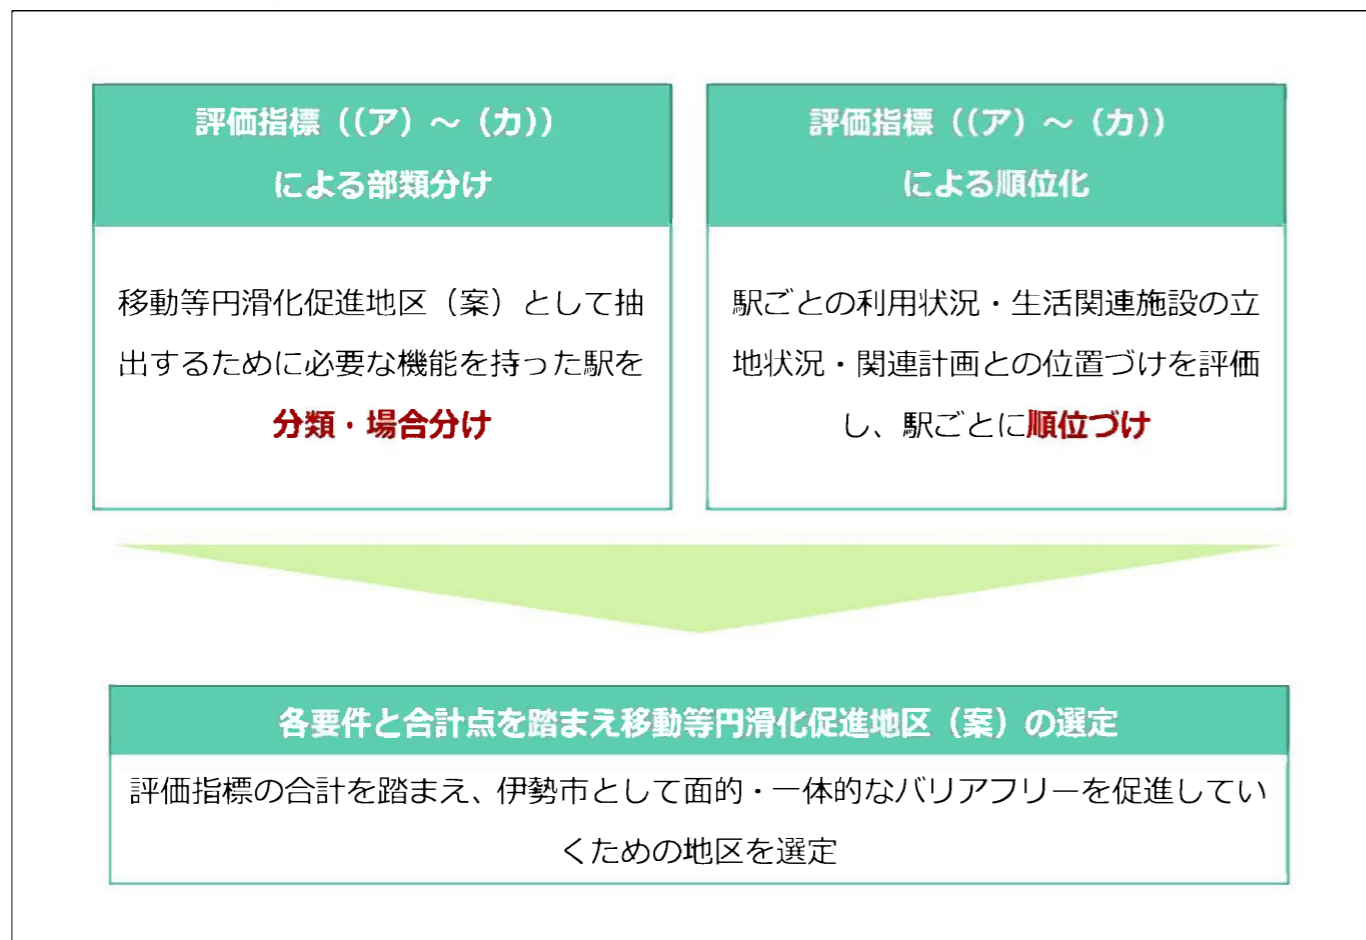 評価指標（(ア）～（カ））
による部類分け
移動等円滑化促進地区（案）として抽
出するために必要な機能を持った駅を
分類・場合分け
評価指標（(ア）～（カ））
による順位化
駅ごとの利用状況・生活関連施設の立
地状況・関連計画との位置づけを評価
し、駅ごとに順位づけ
各要件と合計点を踏まえ移動等円滑化促進地区（案）の選定
評価指標の合計を踏まえ、伊勢市として面的・一体的なバリアフリーを促進してい
くための地区を選定